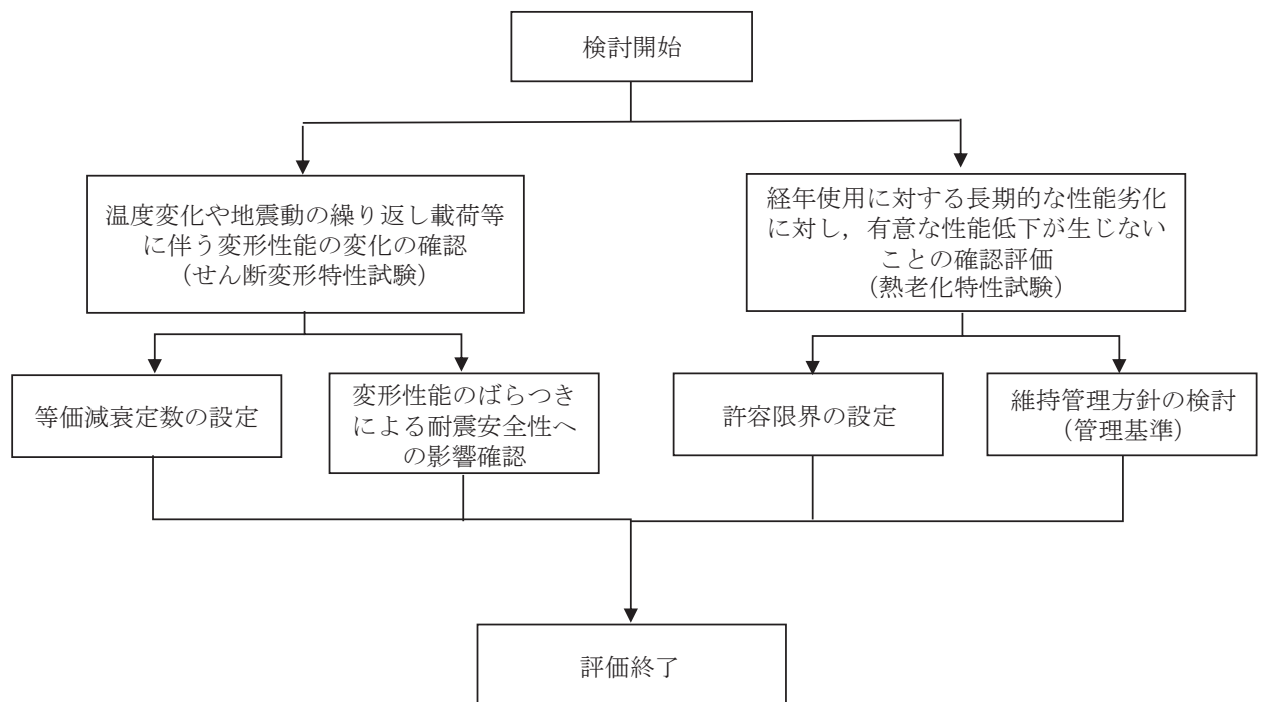 検討開始
温度変化や地震動の繰り返し載荷等
に伴う変形性能の変化の確認
（せん断変形特性試験）
経年使用に対する長期的な性能劣化
に対し，有意な性能低下が生じない
ことの確認評価
（熱老化特性試験）
等価減衰定数の設定
変形性能のばらつき
による耐震安全性へ
の影響確認
許容限界の設定
維持管理方針の検討
（管理基準）
評価終了